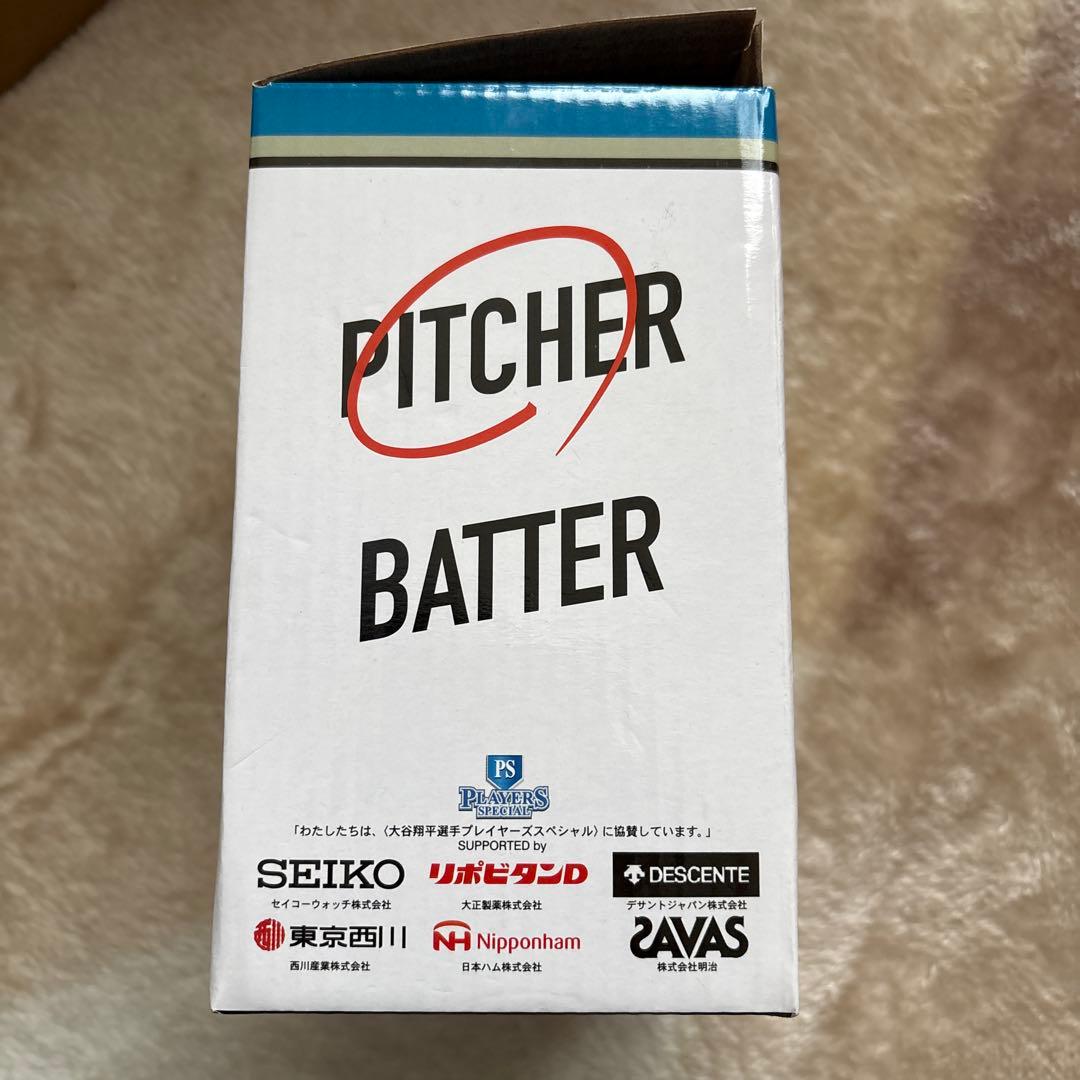 PITCHER
BATTER
PS
PLAYERS
SPECIAL
「わたしたちは、〈大谷翔平選手プレイヤーズスペシャル〉に協賛しています。」
SUPPORTED by
SEIKO リポビタンD DESCENTE
セイコーウォッチ株式会社 大正製薬株式会社 デサントジャパン株式会社
東京西川 NH Nipponham SAVAS
西川産業株式会社 日本ハム株式会社 株式会社明治